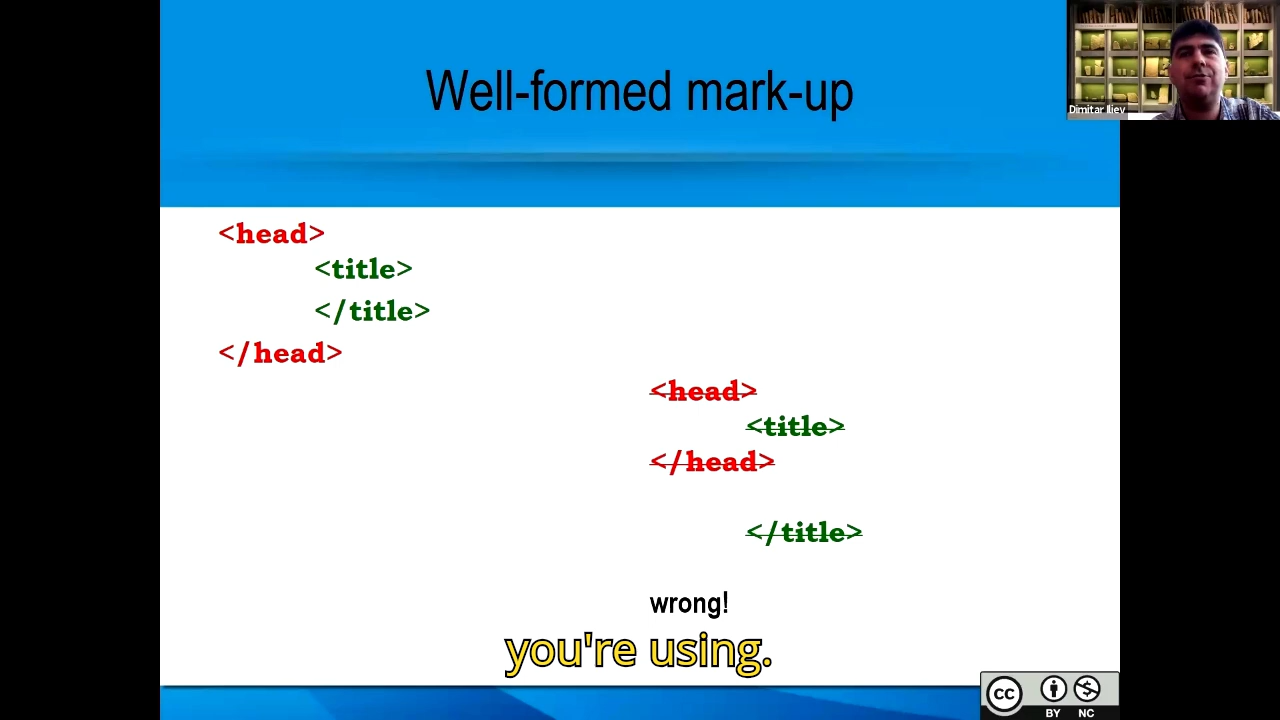 Well-formed mark-up
Dimitar Iliev
<head>
<title>
</title>
</head>
<head>
<title>
</head>
</title>
wrong!
you're using.
cc
BY NC